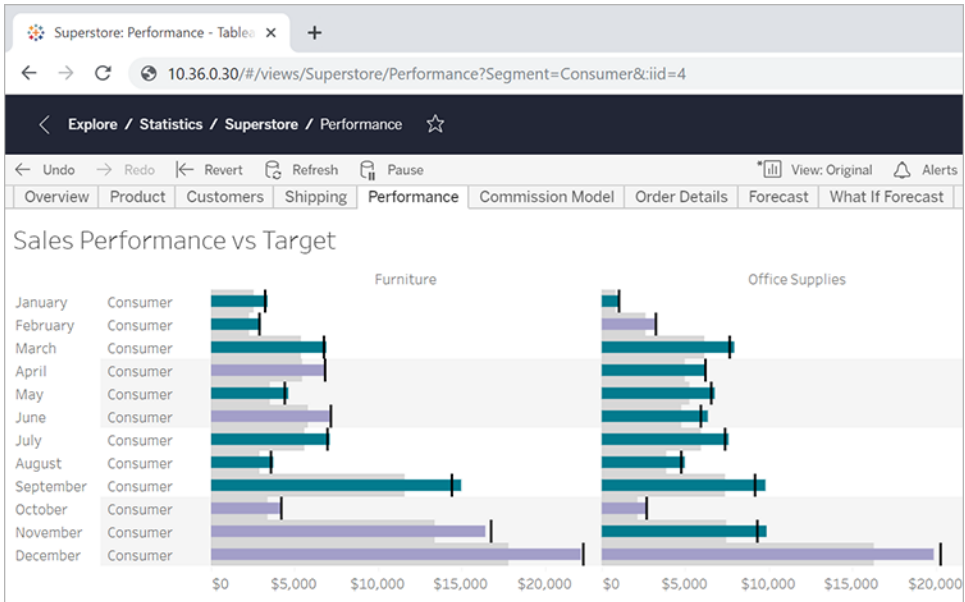 Superstore: Performance - Tablea
10.36.0.30/#/views/Superstore/Performance?Segment=Consumer&:iid=4
Explore / Statistics / Superstore / Performance
Undo Redo Revert Refresh Pause View: Original Alerts
Overview Product Customers Shipping Performance Commission Model Order Details Forecast What If Forecast
Sales Performance vs Target
Furniture Office Supplies
January Consumer
February Consumer
March Consumer
April Consumer
May Consumer
June Consumer
July Consumer
August Consumer
September Consumer
October Consumer
November Consumer
December Consumer
$0 $5,000 $10,000 $15,000 $20,000 $0 $5,000 $10,000 $15,000 $20,000